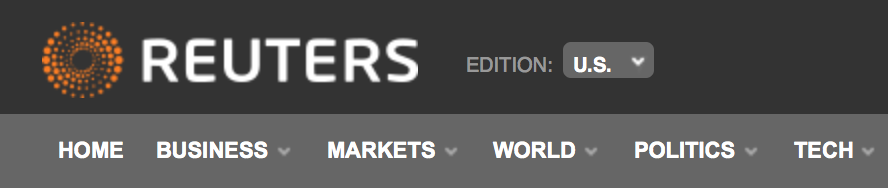 REUTERS EDITION: U.S.
HOME BUSINESS MARKETS WORLD POLITICS TECH